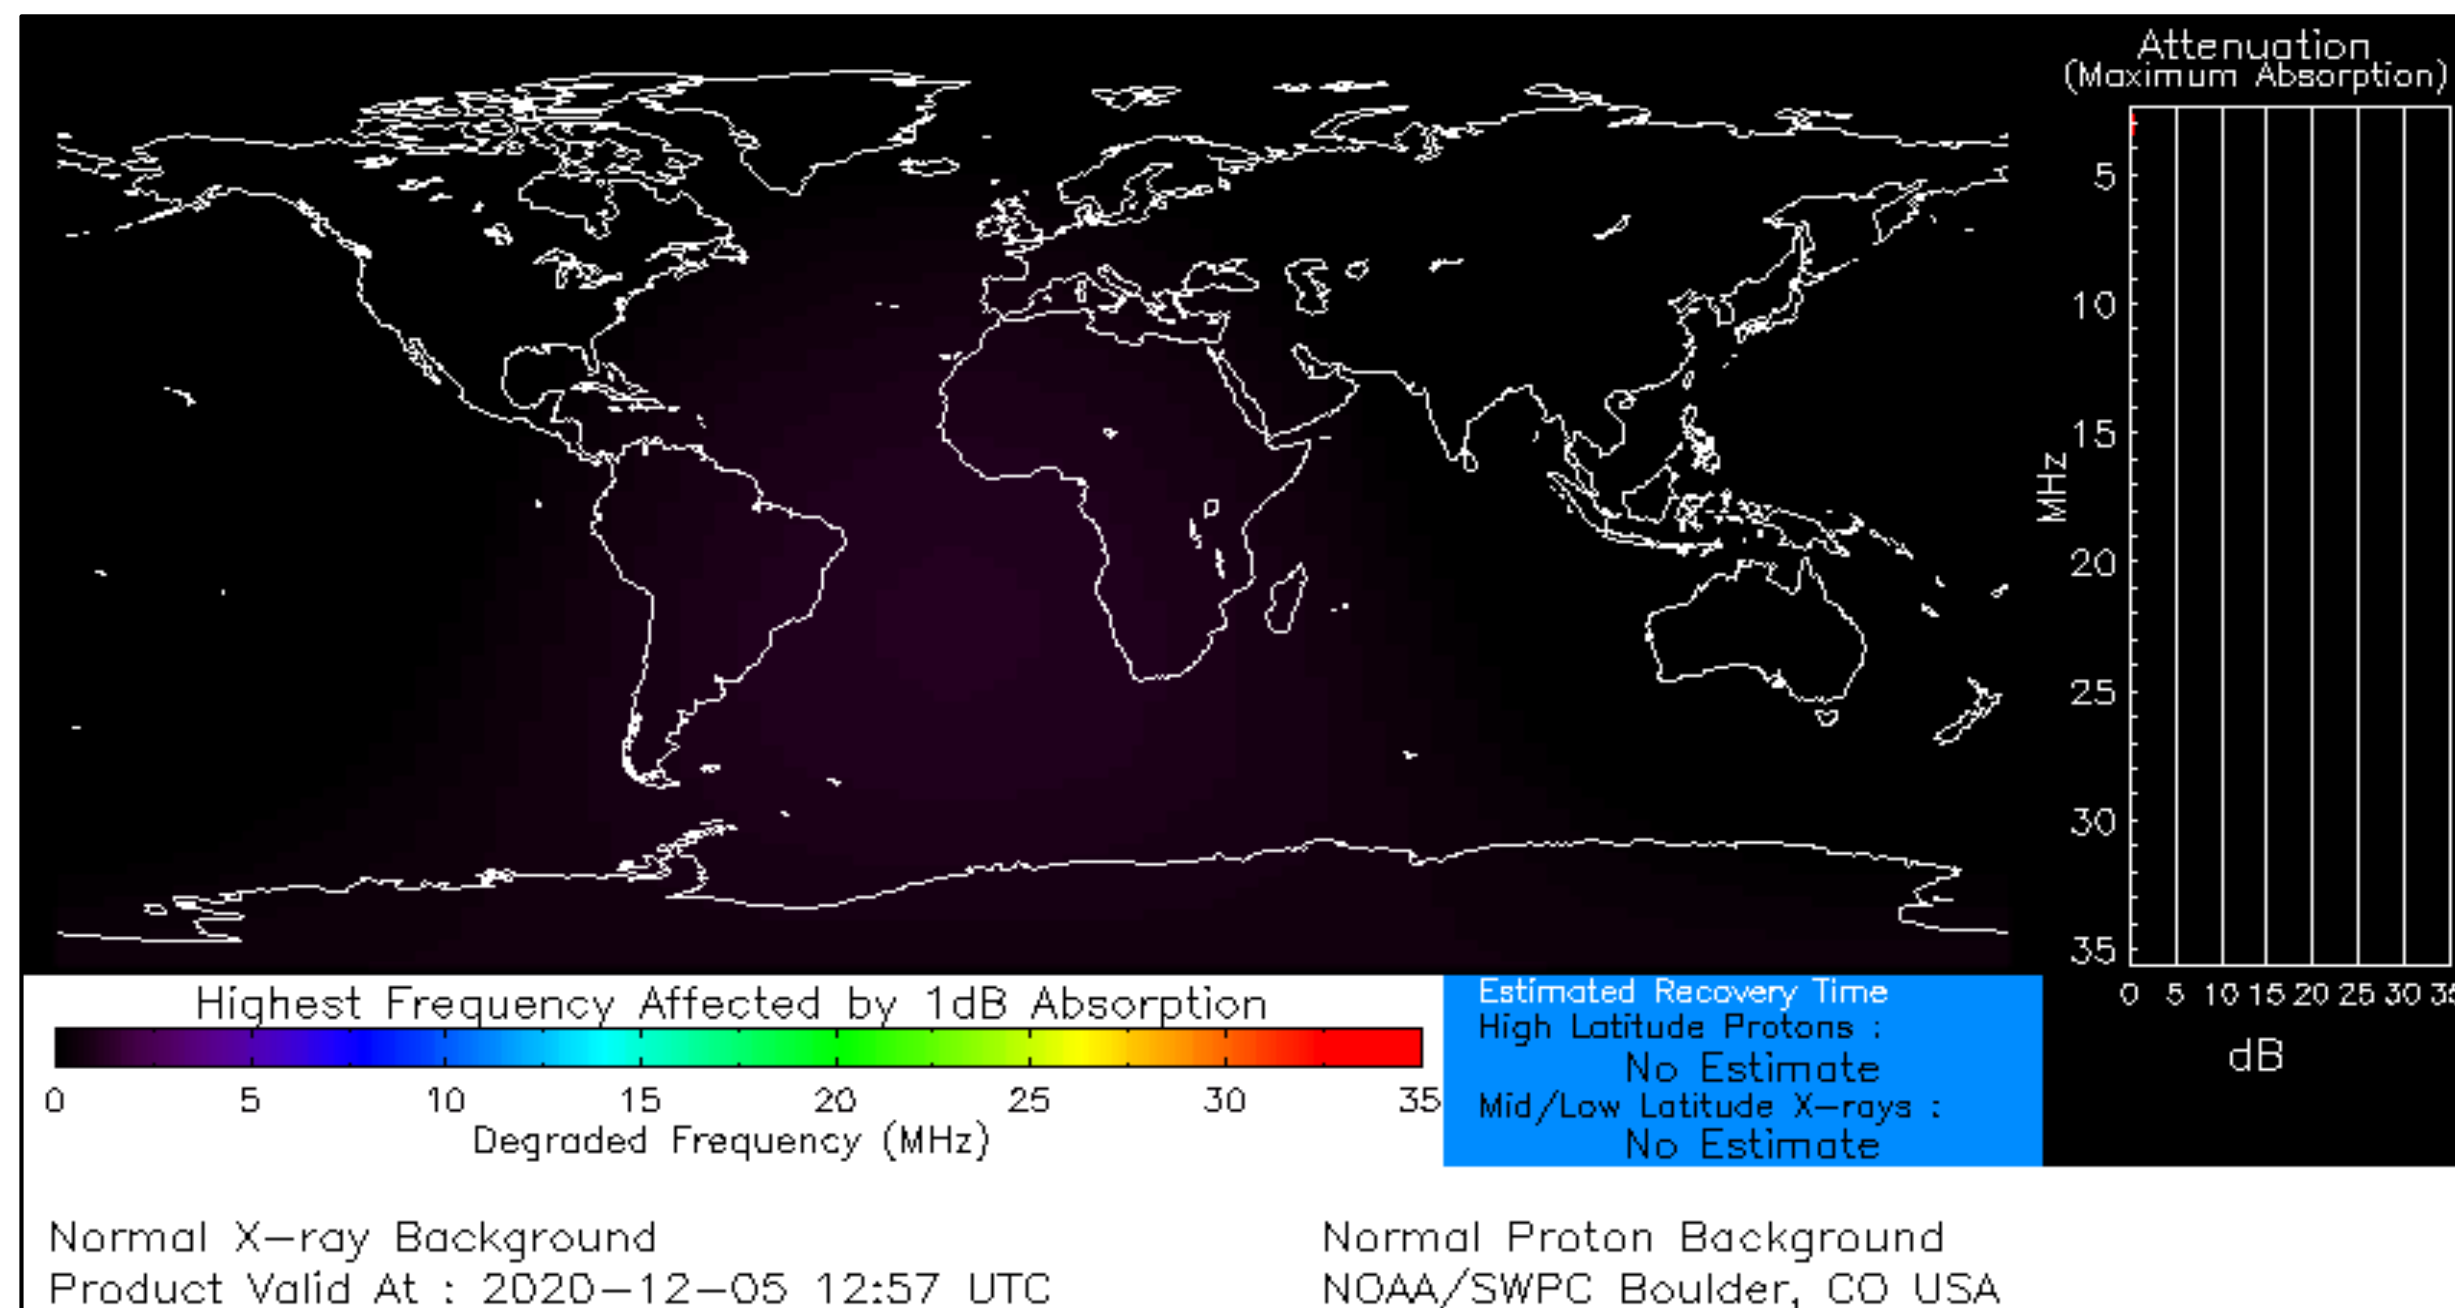 Attenuation
(Maximum Absorption)
5
10
15
20
25
30
35
MHz
0 5 10 15 20 25 30 35
dB
Highest Frequency Affected by 1dB Absorption
0 5 10 15 20 25 30 35
Degraded Frequency (MHz)
Estimated Recovery Time
High Latitude Protons :
No Estimate
Mid/Low Latitude X-rays :
No Estimate
Normal X-ray Background
Normal Proton Background
Product Valid At : 2020-12-05 12:57 UTC
NOAA/SWPC Boulder, CO USA